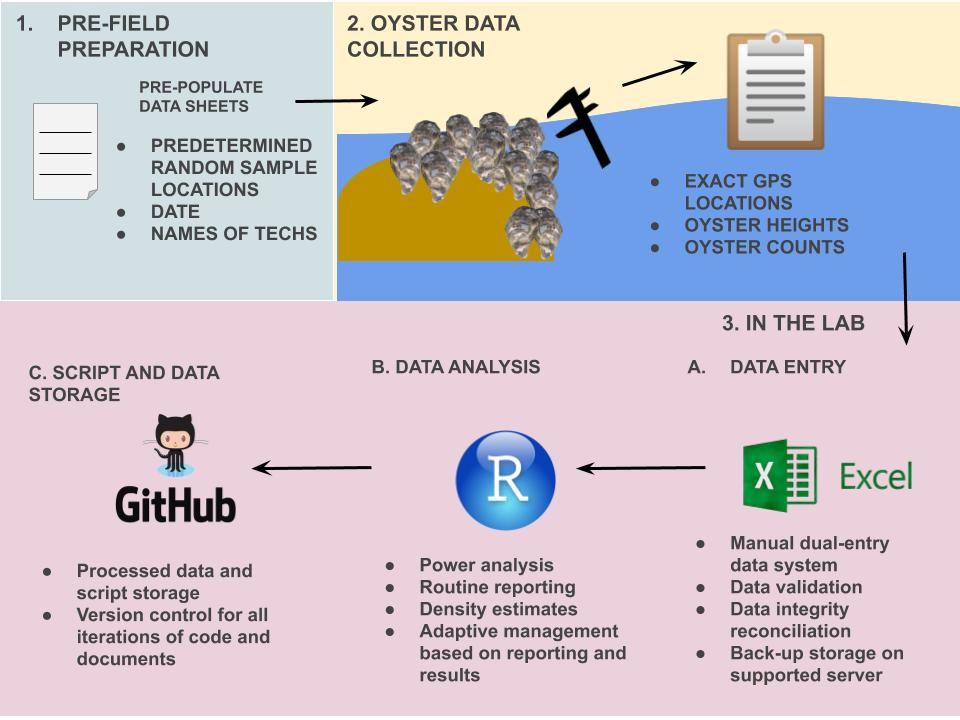 1. PRE-FIELD
PREPARATION
PRE-POPULATE
DATA SHEETS
● PREDETERMINED
RANDOM SAMPLE
LOCATIONS
● DATE
● NAMES OF TECHS
2. OYSTER DATA
COLLECTION
● EXACT GPS
LOCATIONS
● OYSTER HEIGHTS
● OYSTER COUNTS
3. IN THE LAB
A. DATA ENTRY
X Excel
● Manual dual-entry
data system
● Data validation
● Data integrity
reconciliation
● Back-up storage on
supported server
B. DATA ANALYSIS
R
● Power analysis
● Routine reporting
● Density estimates
● Adaptive management
based on reporting and
results
C. SCRIPT AND DATA
STORAGE
GitHub
● Processed data and
script storage
● Version control for all
iterations of code and
documents